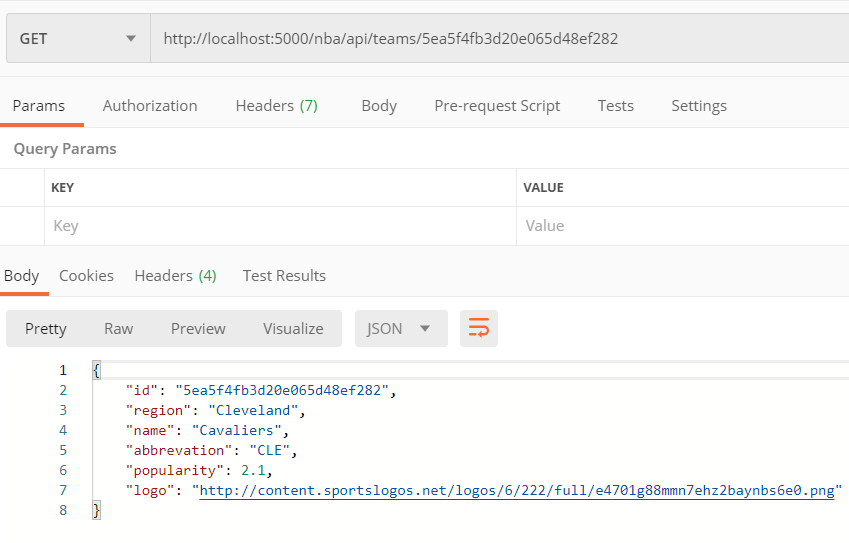 GET http://localhost:5000/nba/api/teams/5ea5f4fb3d20e065d48ef282
Params Authorization Headers (7) Body Pre-request Script Tests Settings
Query Params
KEY VALUE
Key Value
Body Cookies Headers (4) Test Results
Pretty Raw Preview Visualize JSON
1 {
2 "id": "5ea5f4fb3d20e065d48ef282",
3 "region": "Cleveland",
4 "name": "Cavaliers",
5 "abbrevation": "CLE",
6 "popularity": 2.1,
7 "logo": "http://content.sportslogos.net/logos/6/222/full/e4701g88mmn7ehz2baynbs6e0.png"
8 }